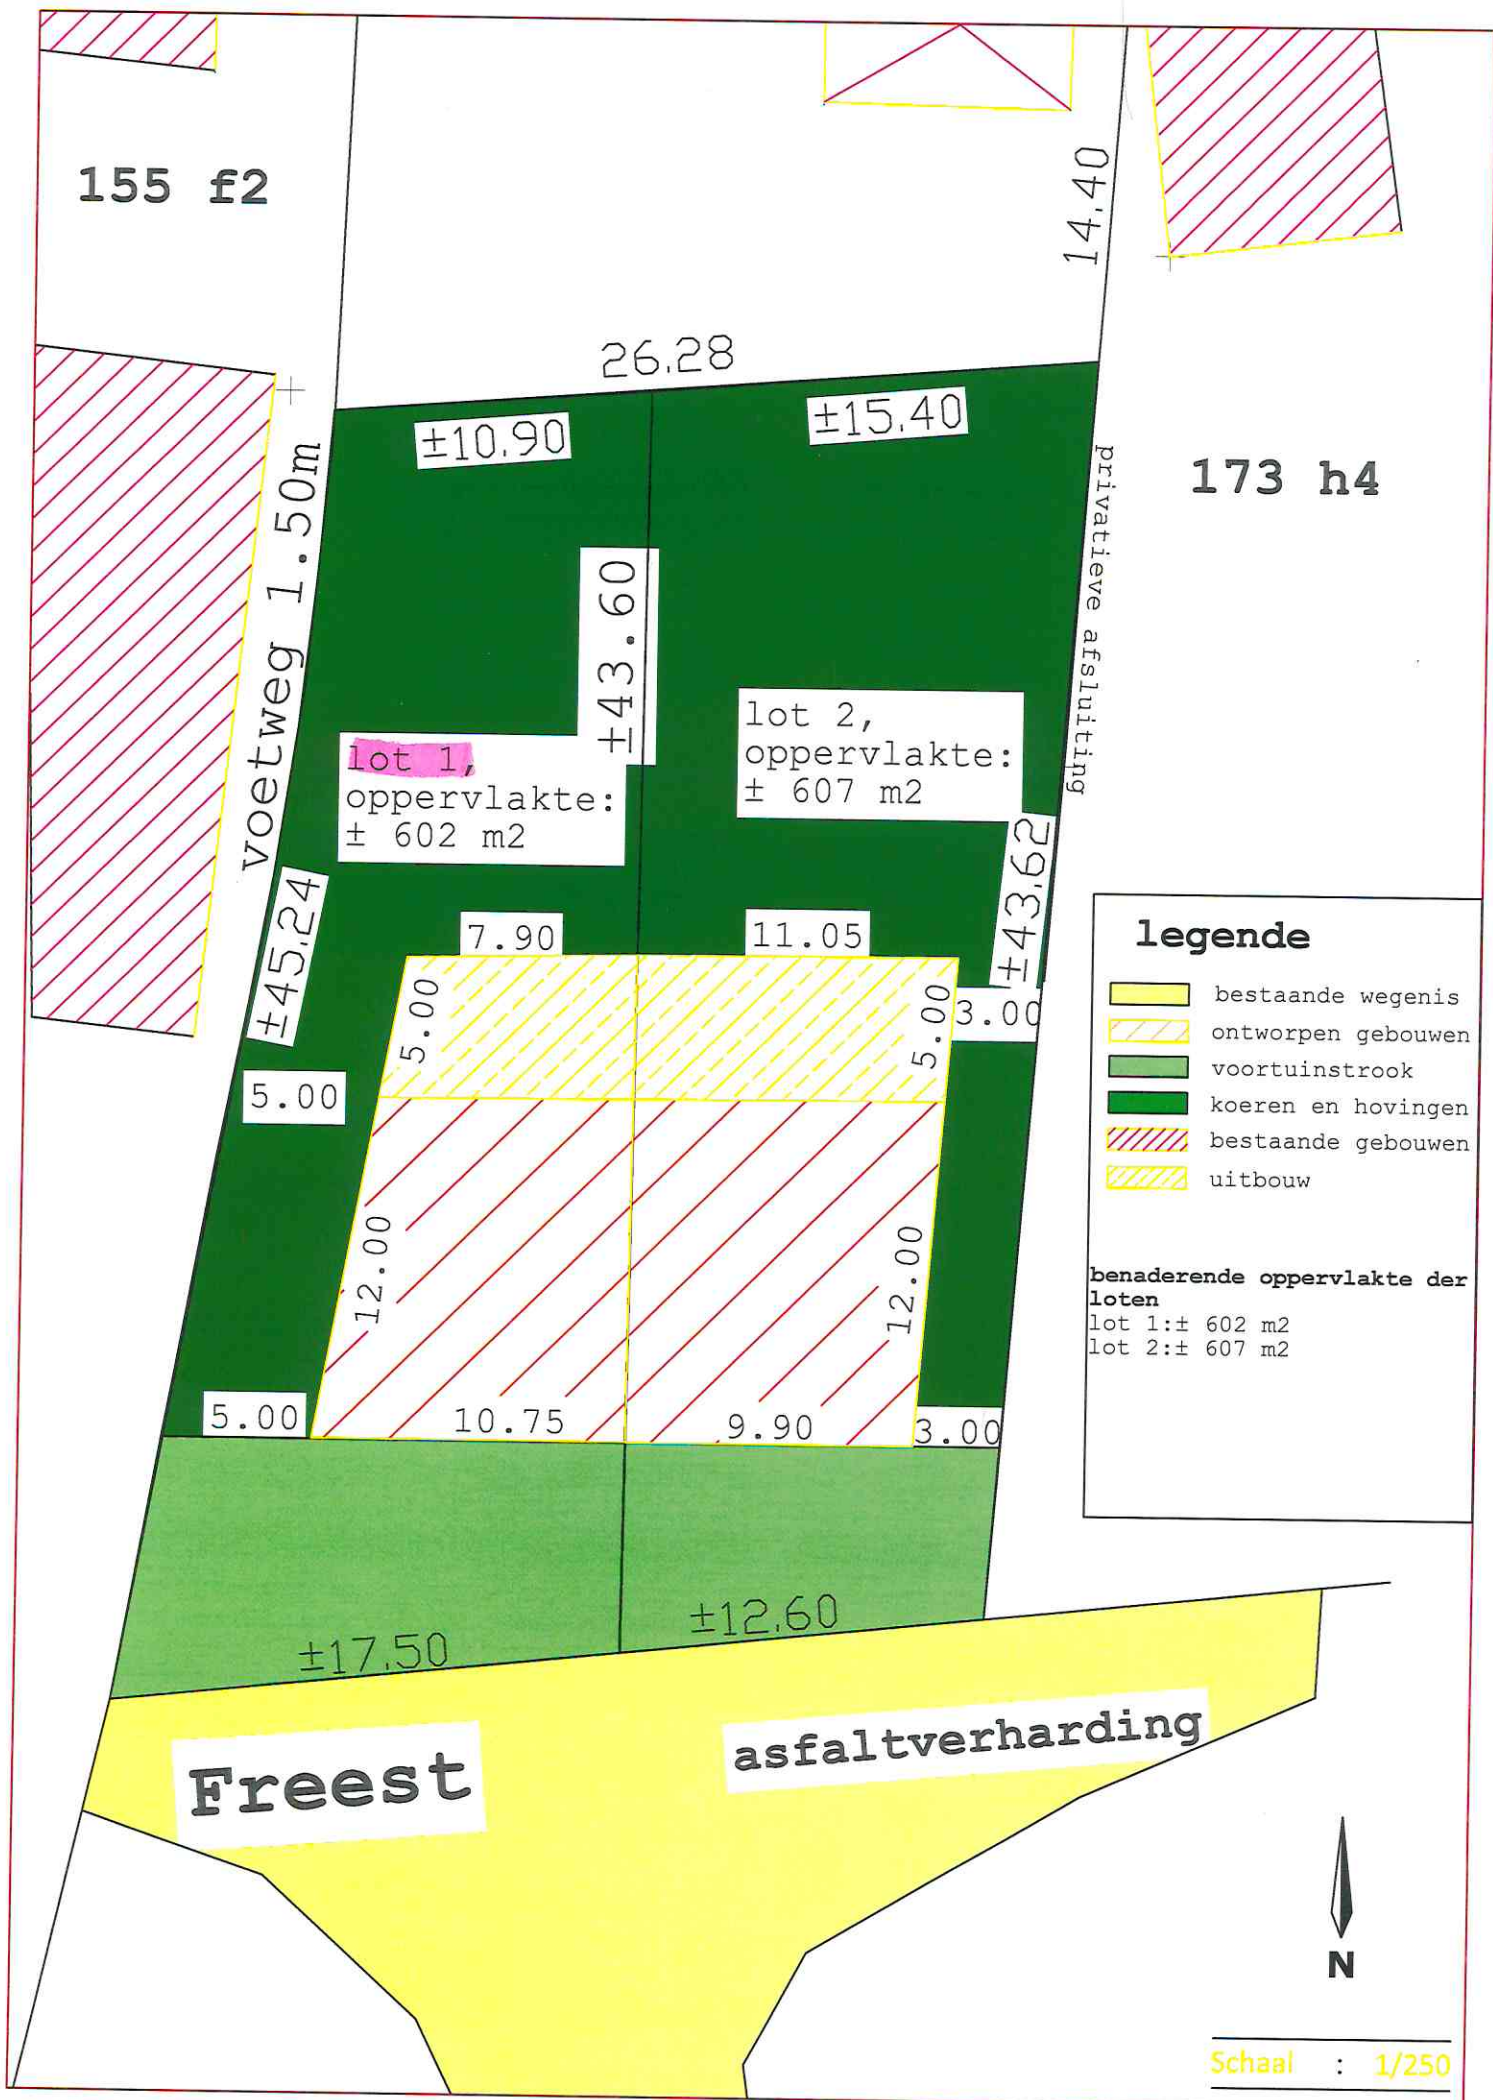 155 f2
14.40
26.28
±10.90
±15.40
173 h4
voetweg 1.50m
privatieve afsluiting
±43.60
lot 1,
oppervlakte:
± 602 m2
lot 2,
oppervlakte:
± 607 m2
±43.62
±45.24
7.90
11.05
5.00
5.00
3.00
5.00
12.00
12.00
5.00
10.75
9.90
3.00
±17.50
±12.60
Freest
asfaltverharding
legende
bestaande wegenis
ontworpen gebouwen
voortuinstrook
koeren en hovingen
bestaande gebouwen
uitbouw
benaderende oppervlakte der
loten
lot 1:± 602 m2
lot 2:± 607 m2
N
Schaal : 1/250